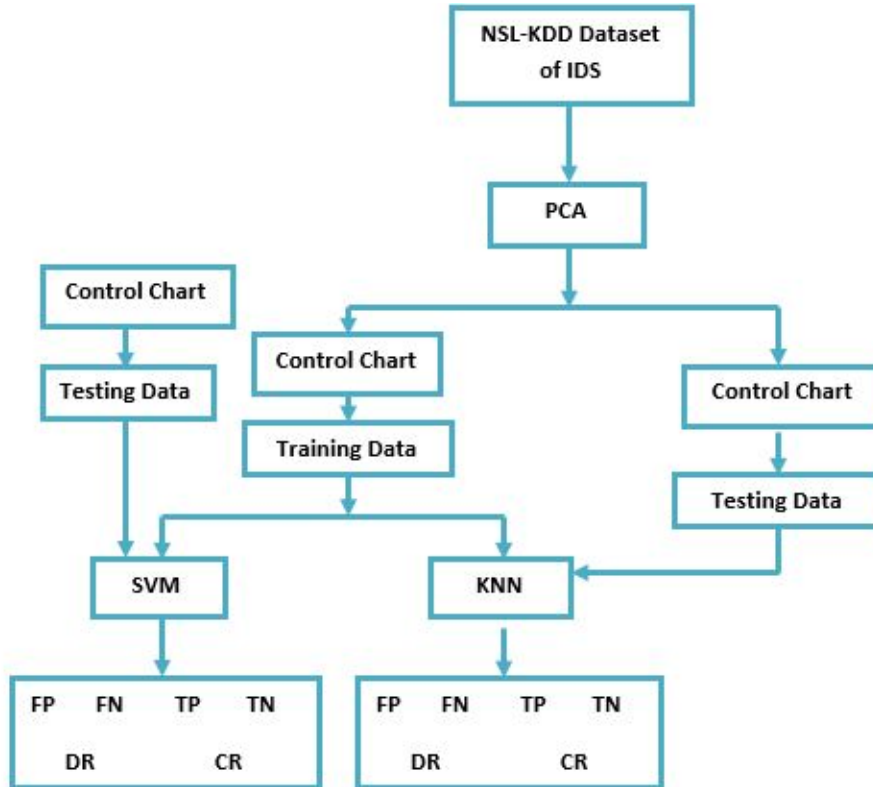 NSL-KDD Dataset
of IDS
PCA
Control Chart
Control Chart
Control Chart
Testing Data
Training Data
Testing Data
SVM
KNN
FP FN TP TN
DR CR
FP FN TP TN
DR CR